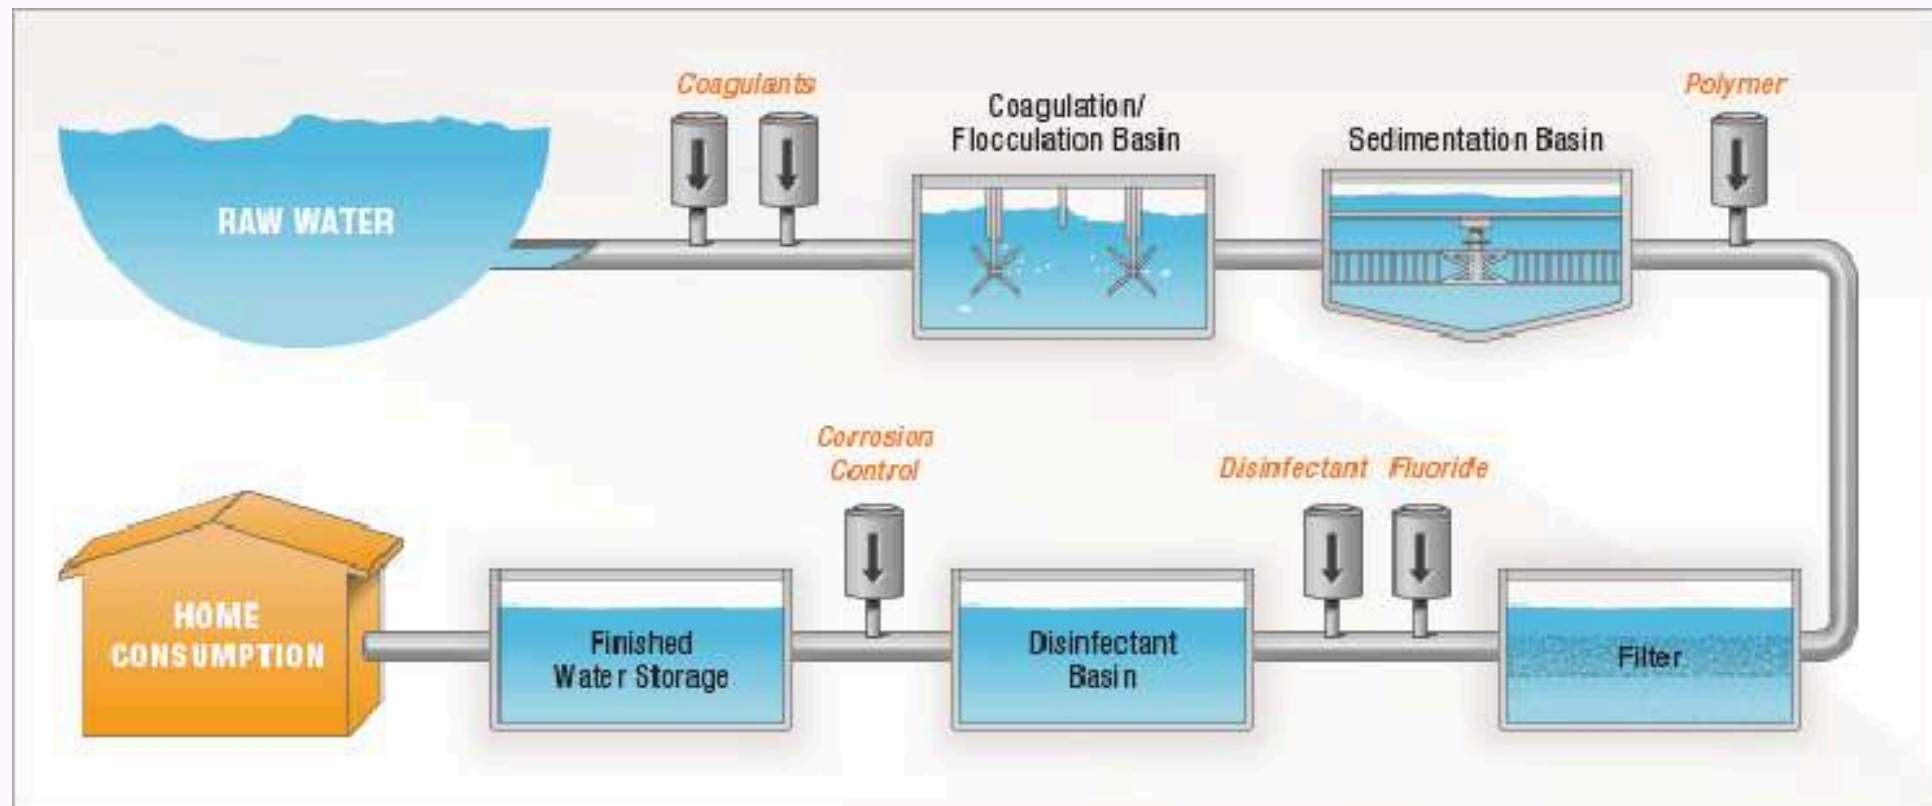 Coagulants
Polymer
Coagulation/
Flocculation Basin
Sedimentation Basin
RAW WATER
Corrosion
Control
Disinfectant
Fluoride
HOME
CONSUMPTION
Finished
Water Storage
Disinfectant
Basin
Filter